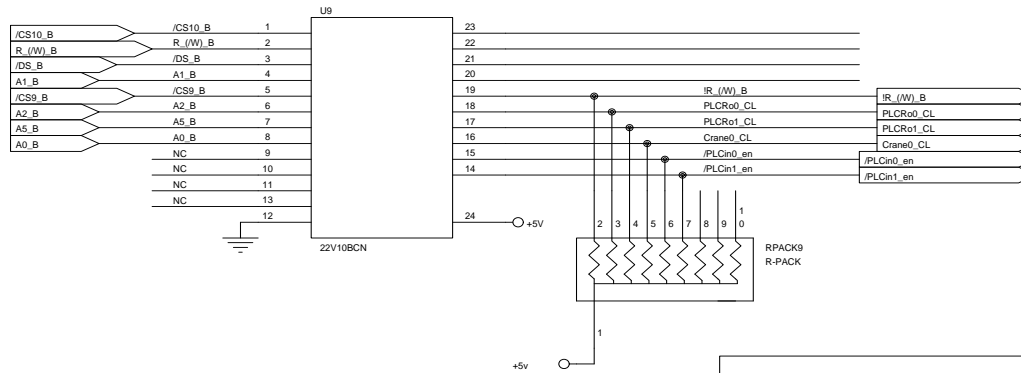 U9
/CS10_B /CS10_B 1 23
R_(/W)_B R_(/W)_B 2 22
/DS_B /DS_B 3 21
A1_B A1_B 4 20
/CS9_B /CS9_B 5 19 !R_(/W)_B !R_(/W)_B
A2_B A2_B 6 18 PLCRo0_CL PLCRo0_CL
A5_B A5_B 7 17 PLCRo1_CL PLCRo1_CL
A0_B A0_B 8 16 Crane0_CL Crane0_CL
NC 9 15 /PLCin0_en /PLCin0_en
NC 10 14 /PLCin1_en /PLCin1_en
NC 11
NC 13
12 24 +5V
2 3 4 5 6 7 8 9 10
22V10BCN
RPACK9
R-PACK
1
+5v